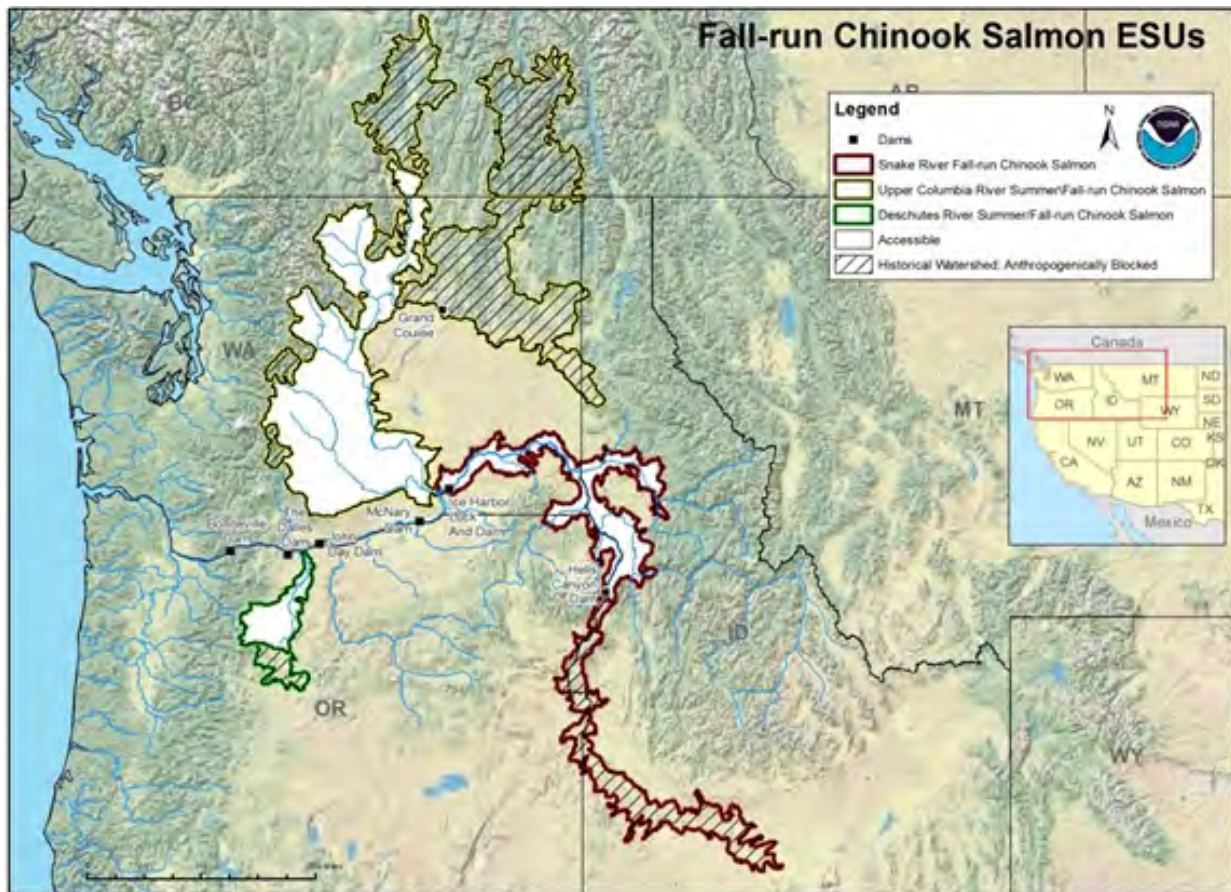 Fall-run Chinook Salmon ESUs
BC
Legend
N
Dams
Snake River Fall-run Chinook Salmon
Upper Columbia River Summer\Fall-run Chinook Salmon
Deschutes River Summer/Fall-run Chinook Salmon
Accessible
Historical Watershed: Anthropogenically Blocked
Grand
Coulee
WA
Canada
WA
MT
ND
OR
ID
SD
WY
NE
NV
UT
CO
KS
CA
AZ
NM
TX
Mexico
MT
Ice Harbor
Lock
And Dam
McNary
Dam
The
Dalles
Dam
John
Day Dam
Bonneville
Hells
Canyon
Dam
ID
OR
WY